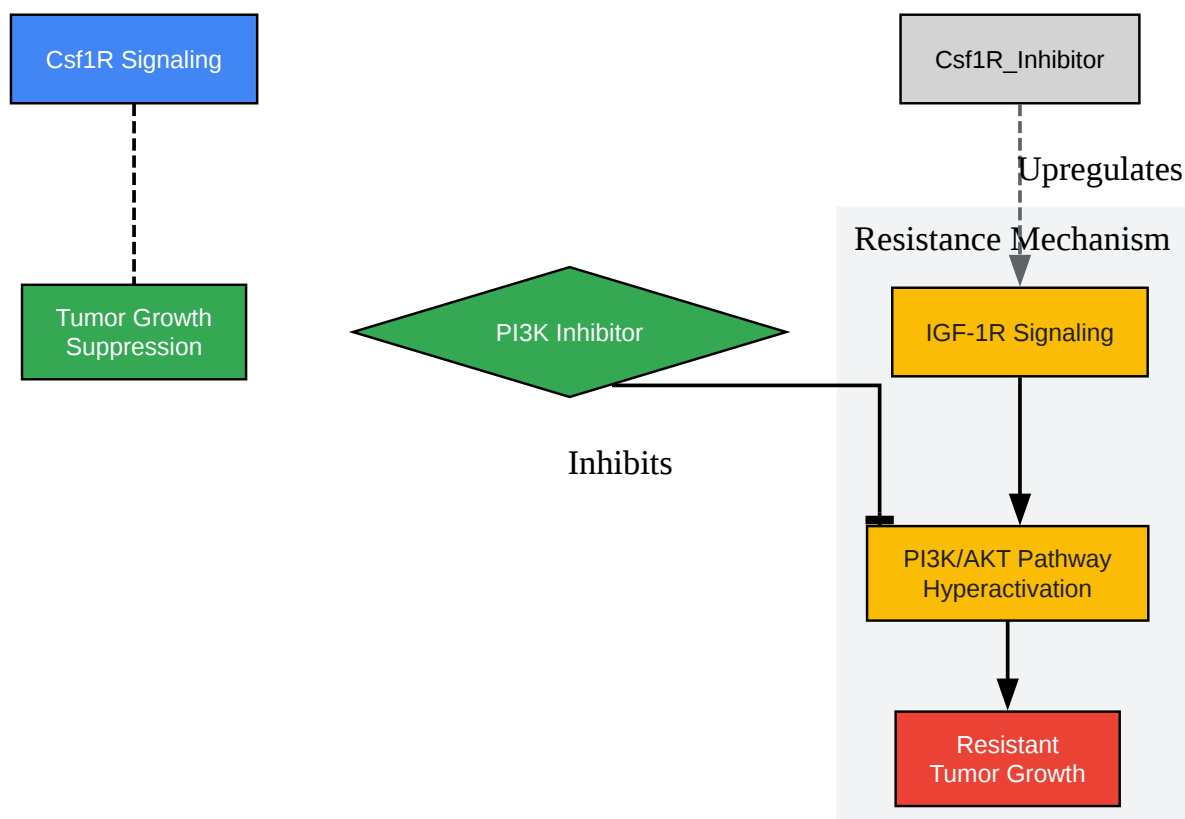 Csf1R Signaling
Csf1R_Inhibitor
Upregulates
Resistance Mechanism
Tumor Growth
Suppression
PI3K Inhibitor
IGF-1R Signaling
Inhibits
PI3K/AKT Pathway
Hyperactivation
Resistant
Tumor Growth